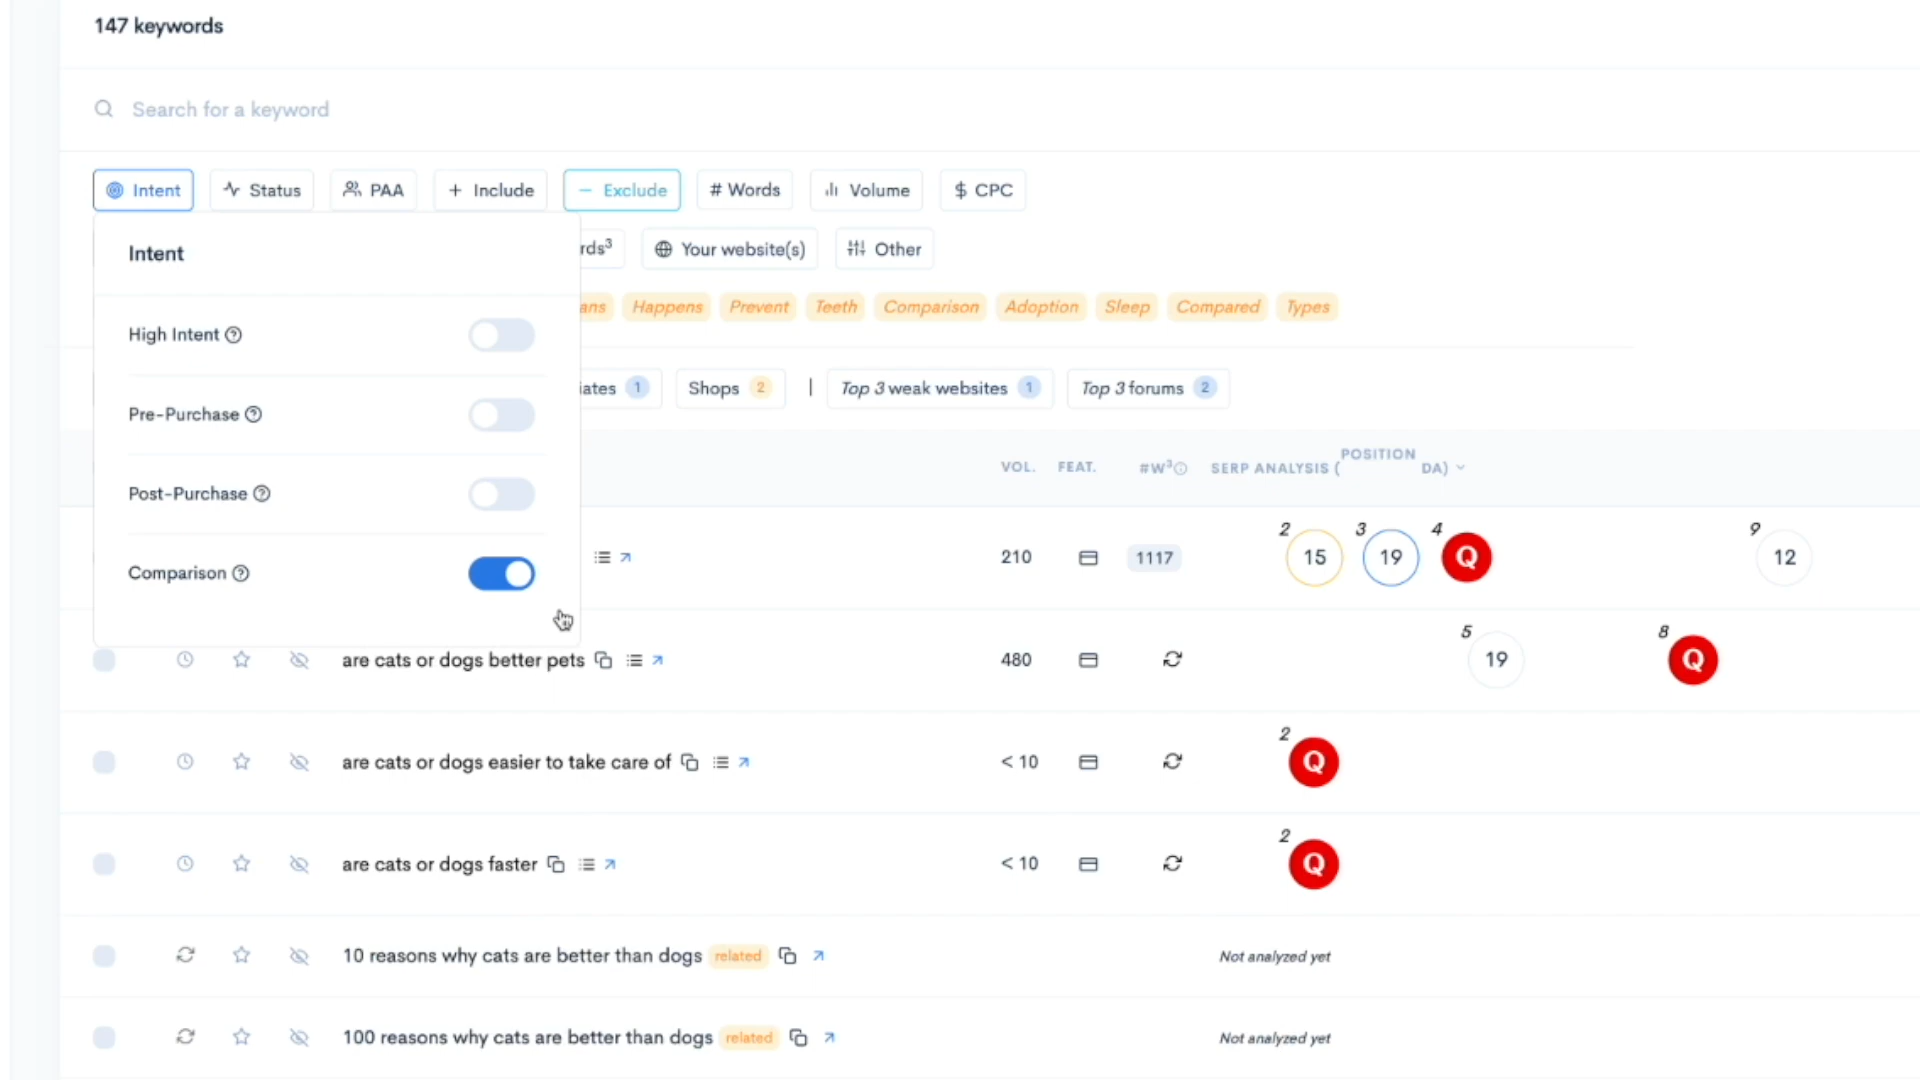 147 keywords
Search for a keyword
Intent Status PAA + Include − Exclude # Words Volume $ CPC
Intent
rds³ Your website(s) Other
Happens Prevent Teeth Comparison Adoption Sleep Compared Types
High Intent
iates 1 Shops 2 | Top 3 weak websites 1 Top 3 forums 2
Pre-Purchase
VOL. FEAT. #W³ SERP ANALYSIS ( POSITION DA)
Post-Purchase
Comparison
210 1117 2 15 3 19 4 Q 9 12
are cats or dogs better pets 480 5 19 8 Q
are cats or dogs easier to take care of < 10 2 Q
are cats or dogs faster < 10 2 Q
10 reasons why cats are better than dogs related Not analyzed yet
100 reasons why cats are better than dogs related Not analyzed yet